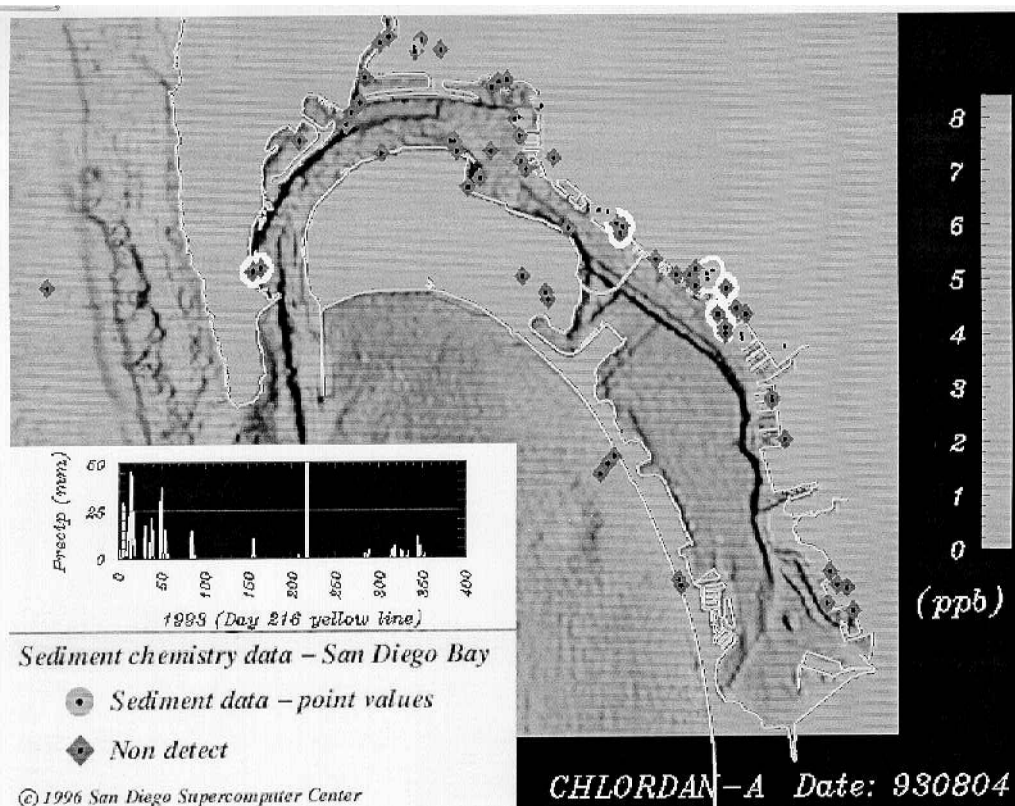 8
7
6
5
4
3
2
1
0
(ppb)
Precip (mm)
50
25
0
0 50 100 150 200 250 300 350 400
1993 (Day 216 yellow line)
Sediment chemistry data – San Diego Bay
Sediment data – point values
Non detect
© 1996 San Diego Supercomputer Center
CHLORDAN-A Date: 930804